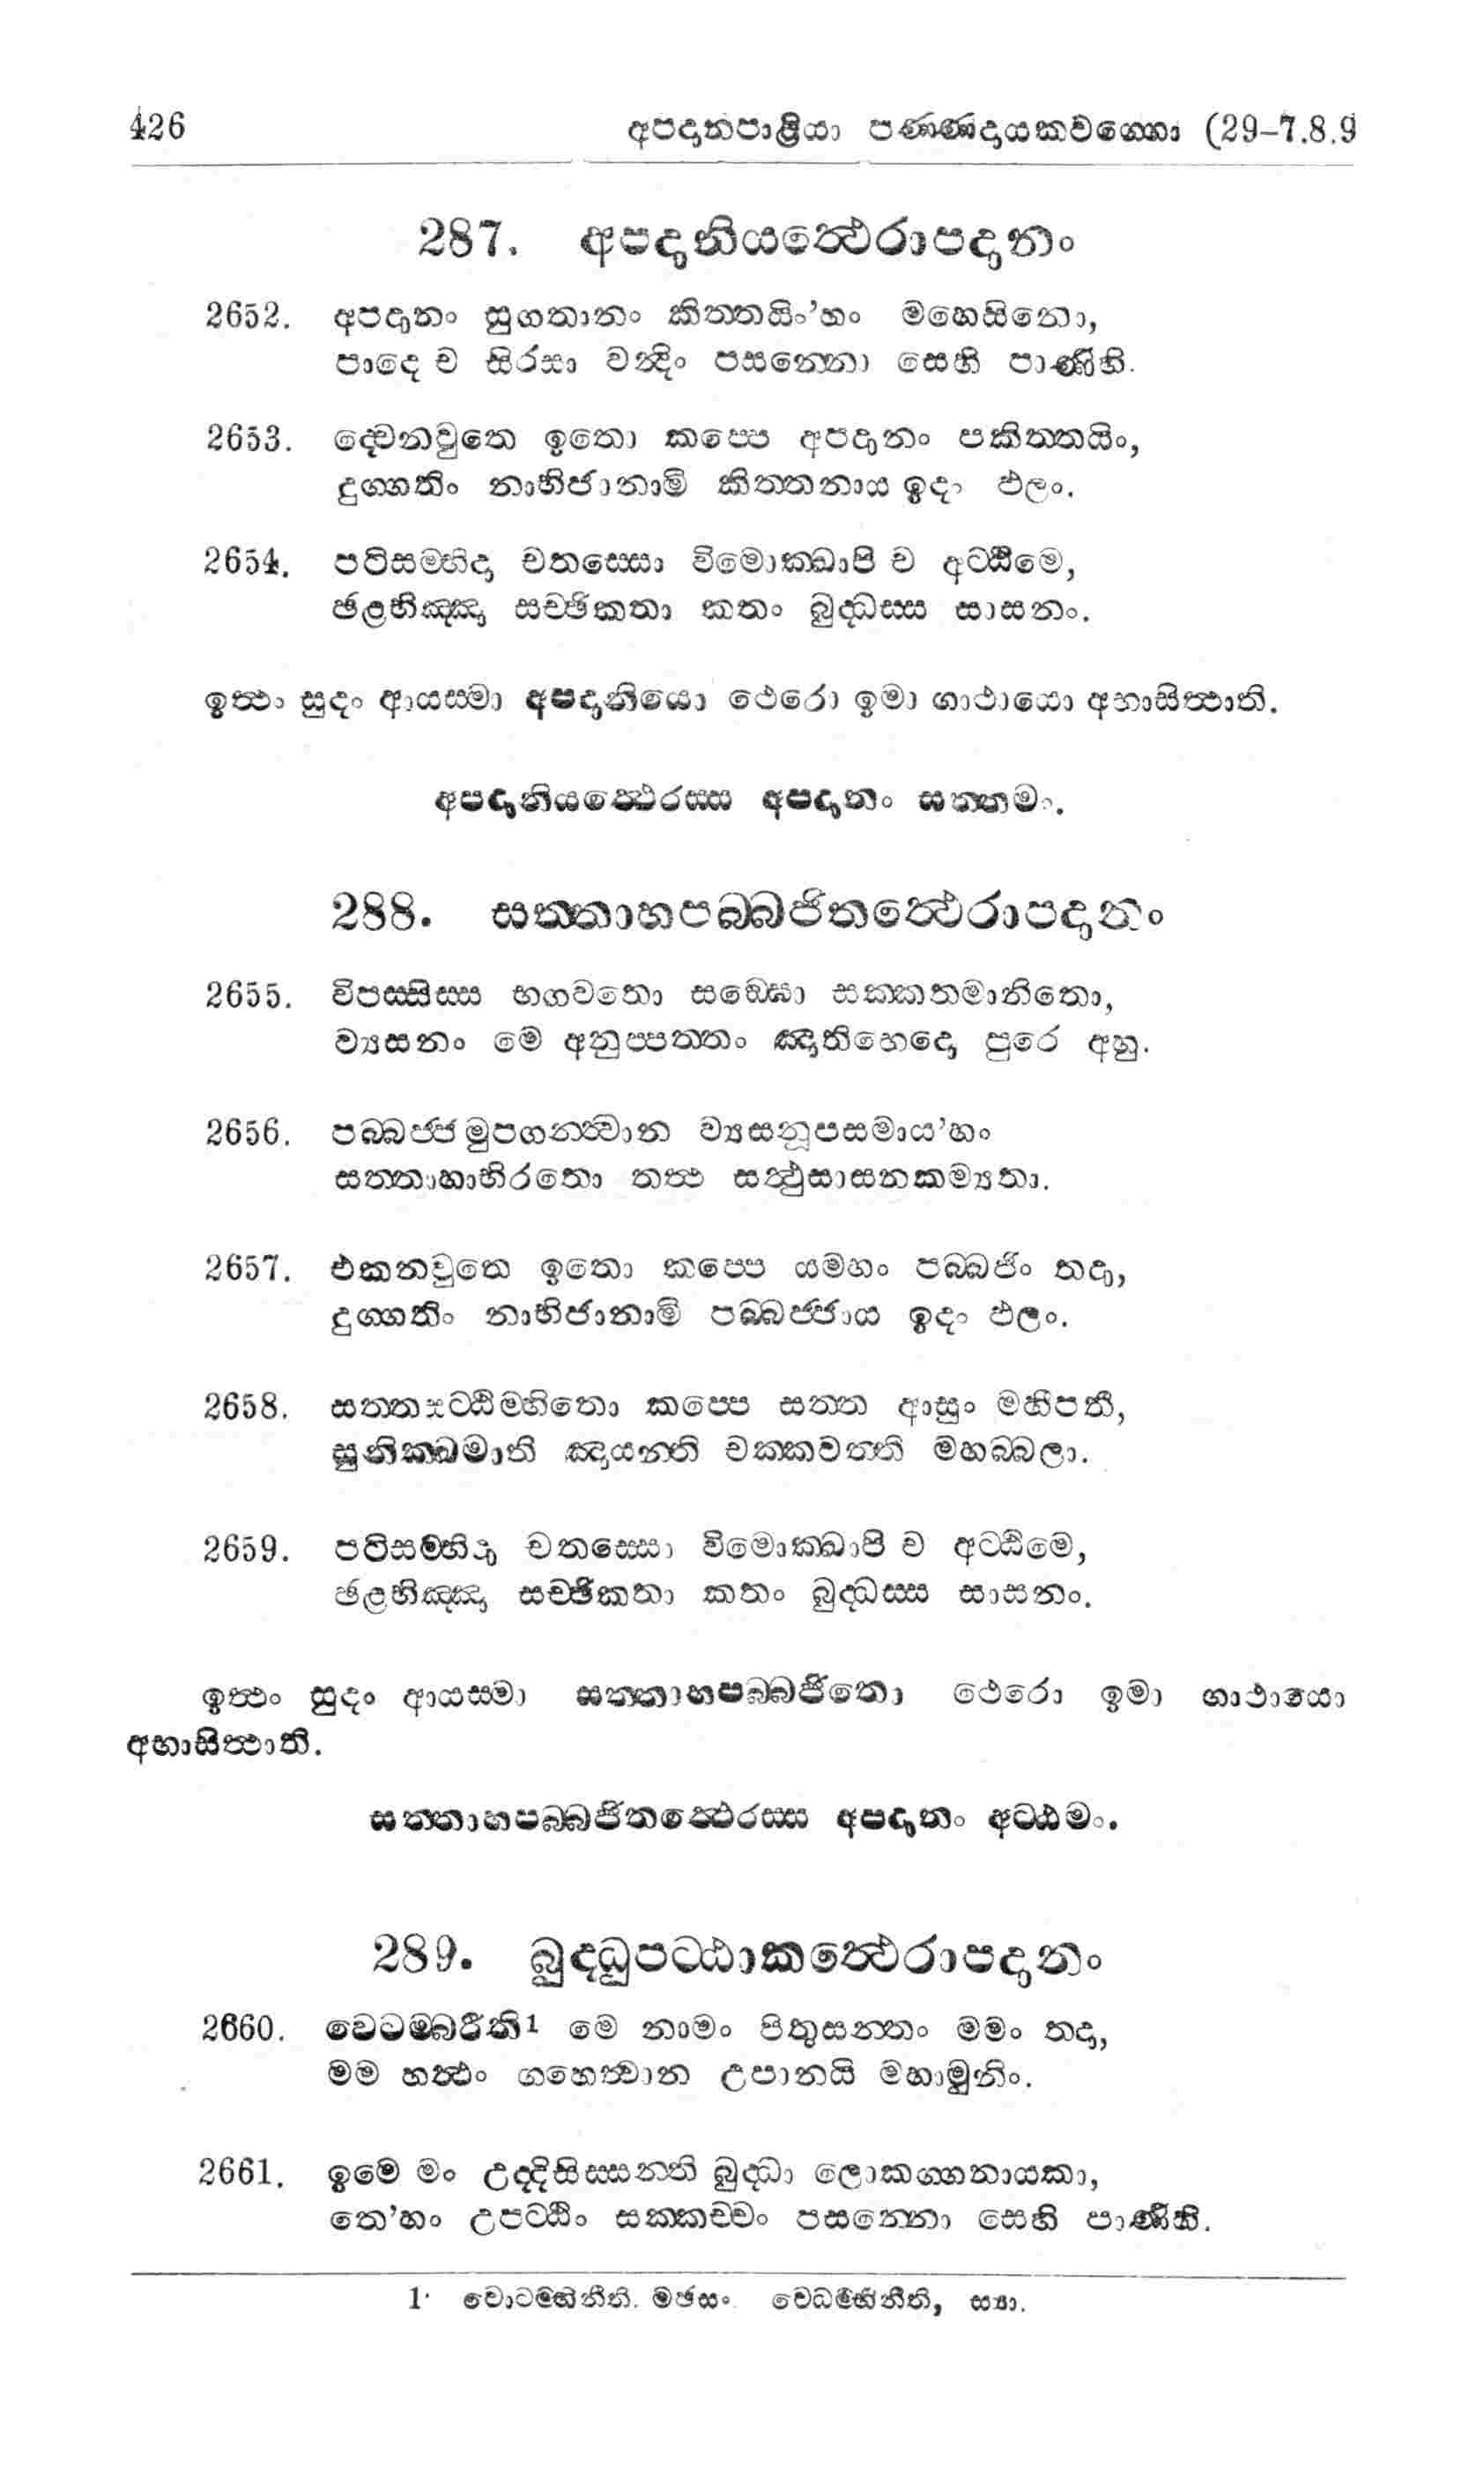 426 අපදානපාළියා පණ්ණදායකවග්ගො (29-7.8.9
287. අපදානියත්ථෙරාපදානං
2652. අපදානං සුගතානං කිත්තයිං'හං මහෙසිනො,
පාදෙ ච සිරසා වන්දිං පසන්නො සෙහි පාණිහි.
2653. ද්වෙනවුතෙ ඉතො කප්පෙ අපදානං පකිත්තයිං,
දුග්ගතිං නාභිජානාමි කිත්තනාය ඉදං ඵලං.
2654. පටිසම්භිදා චතස්සො විමොක්ඛාපි ච අට්ඨිමෙ,
ඡළභිඤ්ඤා සච්ඡිකතා කතං බුද්ධස්ස සාසනං.
ඉත්ථං සුදං ආයස්මා අපදානියො ථෙරො ඉමා ගාථායො අභාසිත්ථාති.
අපදානියත්ථෙරස්ස අපදානං සත්තමං.
288. සත්තාහපබ්බජිතත්ථෙරාපදානං
2655. විපස්සිස්ස භගවතො සඞ්ඝො සක්කතමානිතො,
ව්‍යසනං මෙ අනුප්පත්තං ඤාතිභෙදො පුරෙ අහු.
2656. පබ්බජ්ජමුපගන්ත්වාන ව්‍යසනූපසමාය'හං
සත්තාහාභිරතො තත්ථ සත්ථුසාසනකම්‍යතා.
2657. එකනවුතෙ ඉතො කප්පෙ යමහං පබ්බජිං තදා,
දුග්ගතිං නාභිජානාමි පබ්බජ්ජාය ඉදං ඵලං.
2658. සත්තසට්ඨිම්හිතො කප්පෙ සත්ත ආසුං මහීපතී,
සුනික්ඛමාති ඤායන්ති චක්කවත්ති මහබ්බලා.
2659. පටිසම්භිදා චතස්සො විමොක්ඛාපි ච අට්ඨිමෙ,
ඡළභිඤ්ඤා සච්ඡිකතා කතං බුද්ධස්ස සාසනං.
ඉත්ථං සුදං ආයස්මා සත්තාහපබ්බජිතො ථෙරො ඉමා ගාථායො
අභාසිත්ථාති.
සත්තාහපබ්බජිතත්ථෙරස්ස අපදානං අට්ඨමං.
289. බුද්ධුපට්ඨාකත්ථෙරාපදානං
2660. වෙටම්බරීති1 මෙ නාමං පිතුසන්තං මමං තදා,
මම හත්ථං ගහෙත්වාන උපානයි මහාමුනිං.
2661. ඉමෙ මං උද්දිසිස්සන්ති බුද්ධා ලොකග්ගනායකා,
තෙ'හං උපට්ඨිං සක්කච්චං පසන්නො සෙහි පාණීහි.
1. වොටම්භිනීති. මඡසං. වෙධම්භිනීති, ස්‍යා.